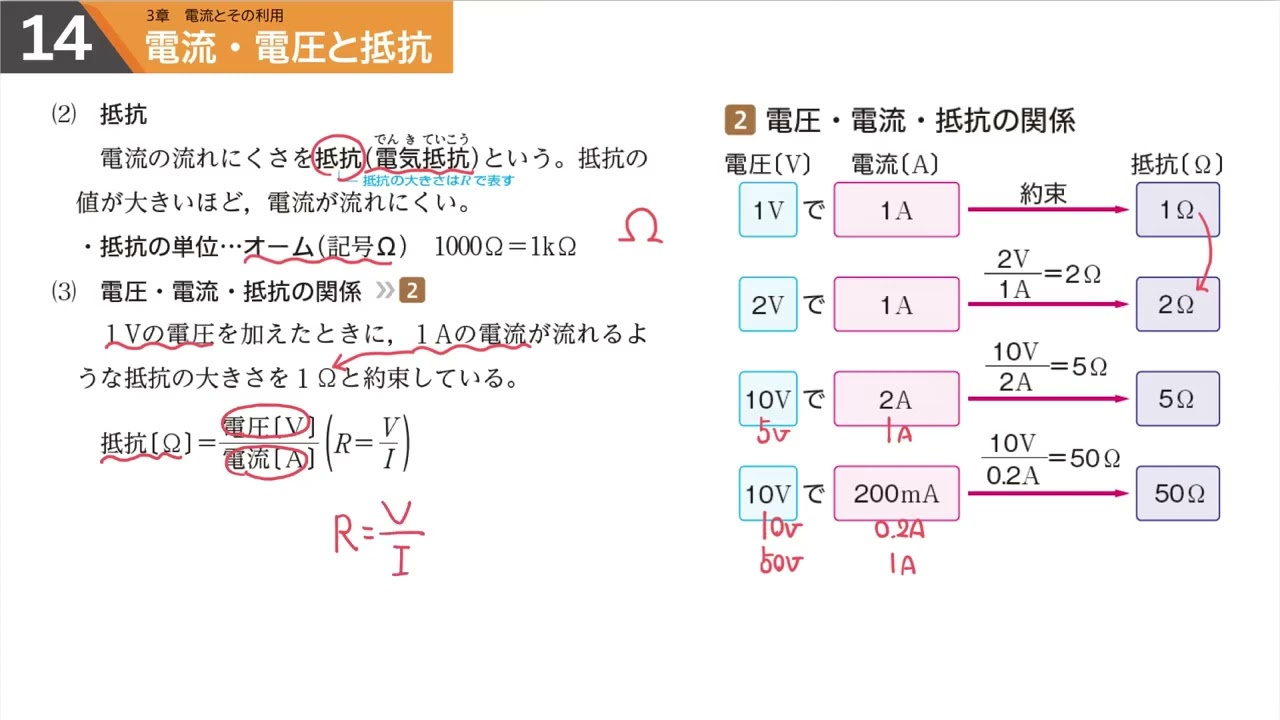 14
3章 電流とその利用
電流・電圧と抵抗
(2) 抵抗
でん き ていこう
電流の流れにくさを抵抗(電気抵抗)という。抵抗の
抵抗の大きさはRで表す
値が大きいほど，電流が流れにくい。
・抵抗の単位…オーム(記号Ω) 1000Ω＝1kΩ
Ω
(3) 電圧・電流・抵抗の関係 》 2
1Vの電圧を加えたときに，1Aの電流が流れるよ
うな抵抗の大きさを1Ωと約束している。
抵抗[Ω]＝電圧[V]/電流[A] (R＝V/I)
R=V/I
2 電圧・電流・抵抗の関係
電圧[V] 電流[A] 抵抗[Ω]
1V で 1A 約束 1Ω
2V で 1A 2V/1A＝2Ω 2Ω
10V で 2A 10V/2A＝5Ω 5Ω
5V 1A
10V で 200mA 10V/0.2A＝50Ω 50Ω
10V 0.2A
50V 1A